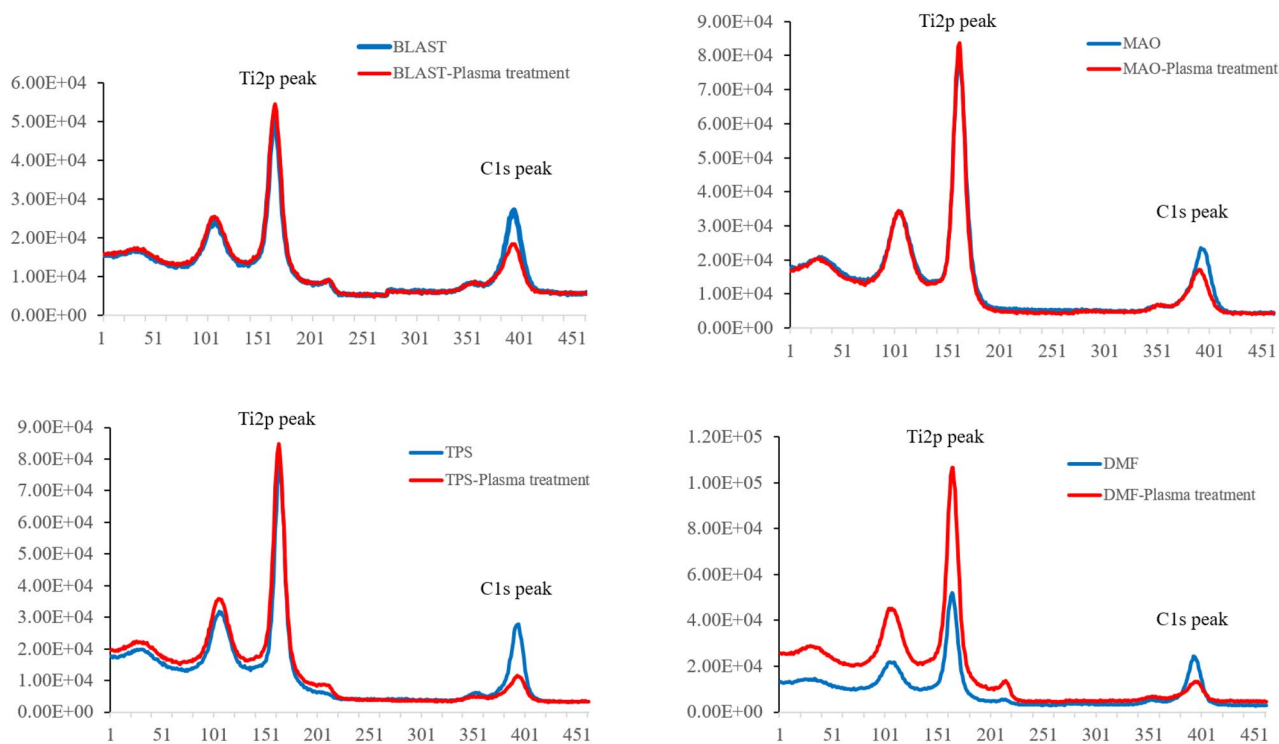 BLAST
BLAST-Plasma treatment
Ti2p peak
C1s peak
6.00E+04
5.00E+04
4.00E+04
3.00E+04
2.00E+04
1.00E+04
0.00E+00
1 51 101 151 201 251 301 351 401 451
Ti2p peak
MAO
MAO-Plasma treatment
C1s peak
9.00E+04
8.00E+04
7.00E+04
6.00E+04
5.00E+04
4.00E+04
3.00E+04
2.00E+04
1.00E+04
0.00E+00
1 51 101 151 201 251 301 351 401 451
Ti2p peak
TPS
TPS-Plasma treatment
C1s peak
9.00E+04
8.00E+04
7.00E+04
6.00E+04
5.00E+04
4.00E+04
3.00E+04
2.00E+04
1.00E+04
0.00E+00
1 51 101 151 201 251 301 351 401 451
Ti2p peak
DMF
DMF-Plasma treatment
C1s peak
1.20E+05
1.00E+05
8.00E+04
6.00E+04
4.00E+04
2.00E+04
0.00E+00
1 51 101 151 201 251 301 351 401 451